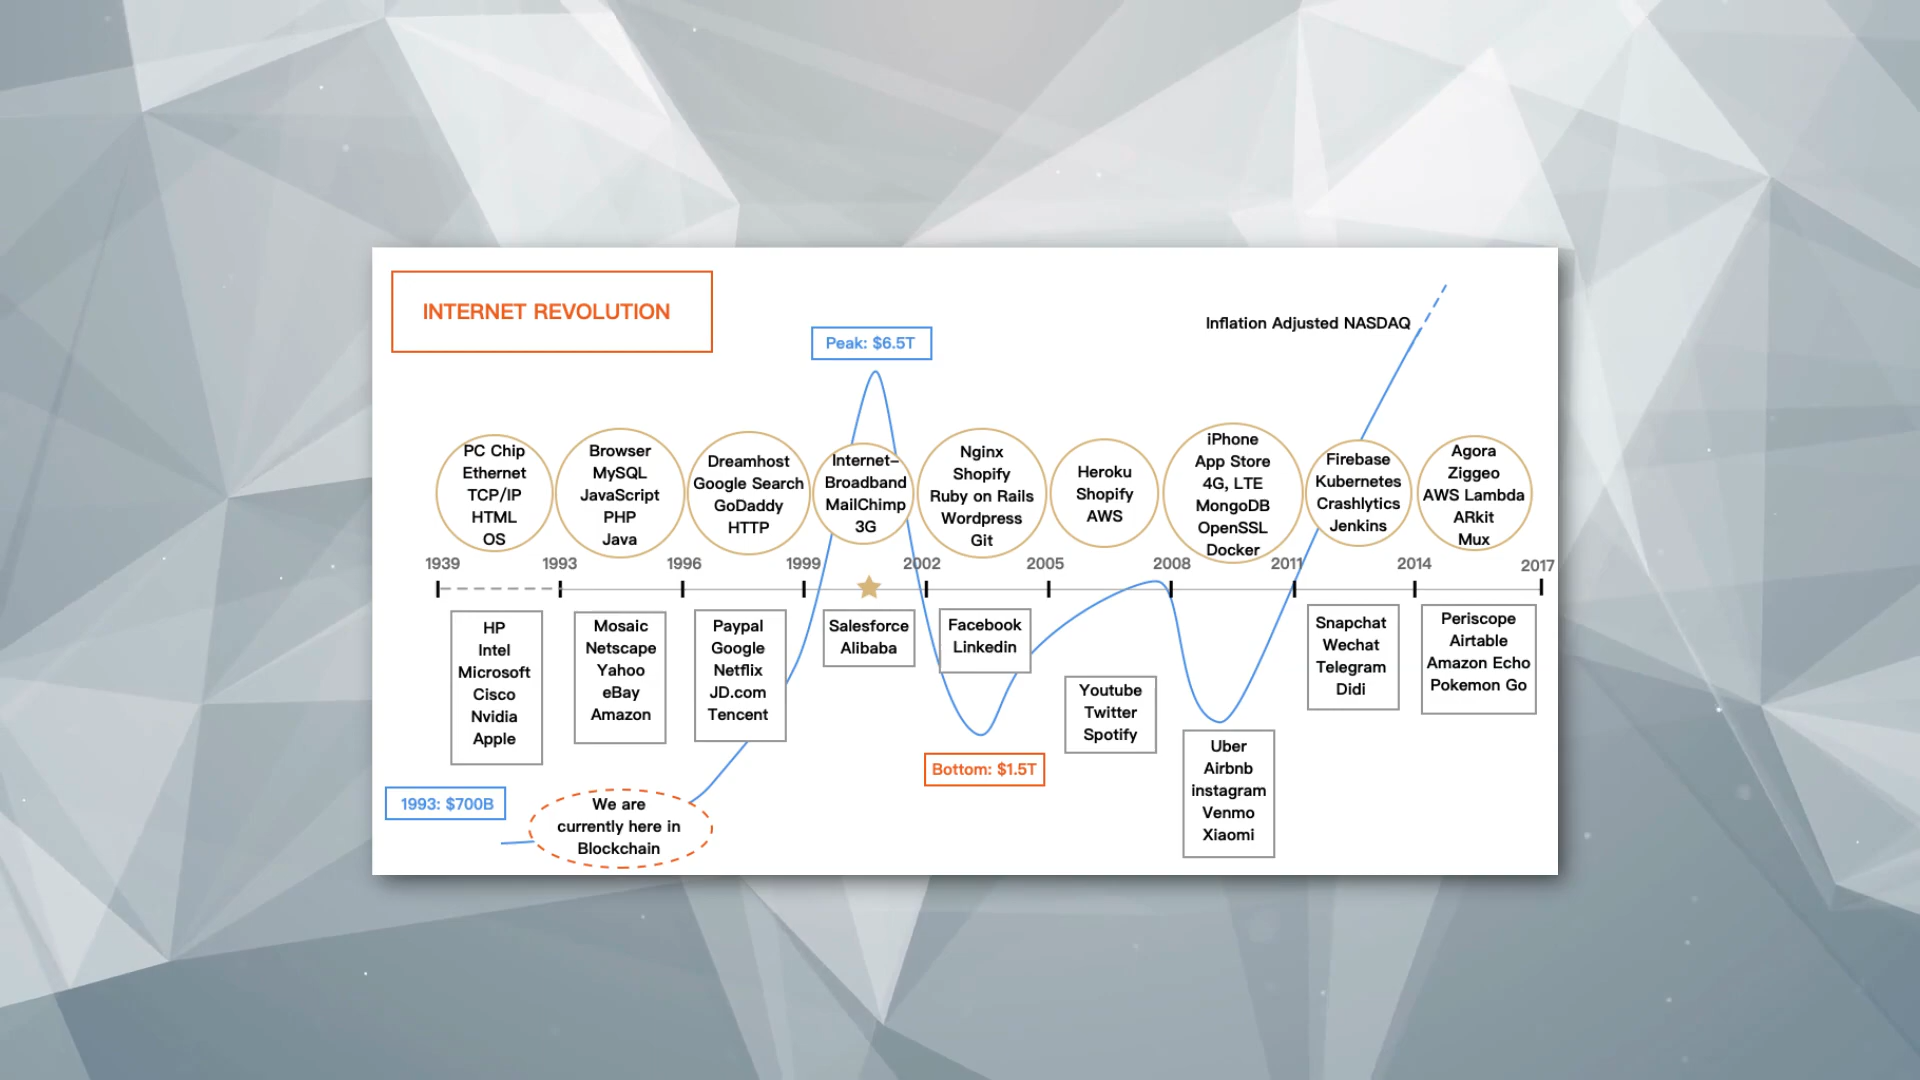 INTERNET REVOLUTION
Peak: $6.5T
Inflation Adjusted NASDAQ
PC Chip
Ethernet
TCP/IP
HTML
OS
Browser
MySQL
JavaScript
PHP
Java
Dreamhost
Google Search
GoDaddy
HTTP
Internet-
Broadband
MailChimp
3G
Nginx
Shopify
Ruby on Rails
Wordpress
Git
Heroku
Shopify
AWS
iPhone
App Store
4G, LTE
MongoDB
OpenSSL
Docker
Firebase
Kubernetes
Crashlytics
Jenkins
Agora
Ziggeo
AWS Lambda
ARkit
Mux
1939
1993
1996
1999
2002
2005
2008
2011
2014
2017
HP
Intel
Microsoft
Cisco
Nvidia
Apple
Mosaic
Netscape
Yahoo
eBay
Amazon
Paypal
Google
Netflix
JD.com
Tencent
Salesforce
Alibaba
Facebook
Linkedin
Youtube
Twitter
Spotify
Uber
Airbnb
instagram
Venmo
Xiaomi
Snapchat
Wechat
Telegram
Didi
Periscope
Airtable
Amazon Echo
Pokemon Go
Bottom: $1.5T
1993: $700B
We are
currently here in
Blockchain